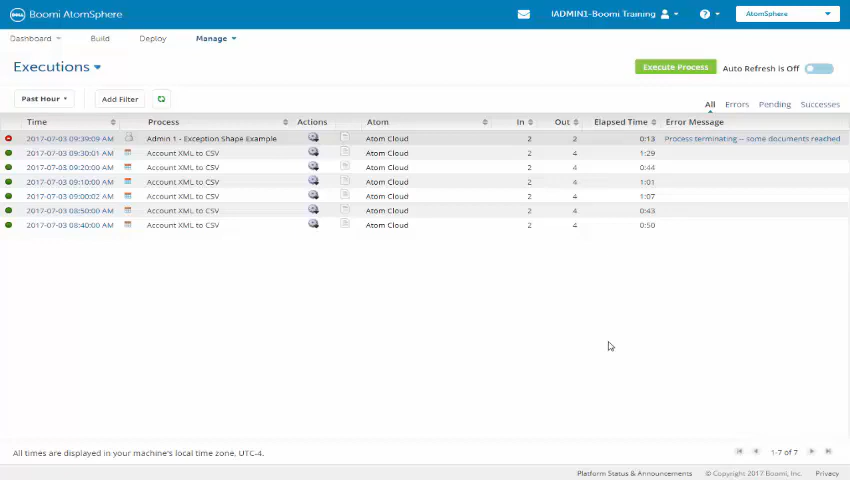 DELL Boomi AtomSphere IADMIN1-Boomi Training ? AtomSphere
Dashboard Build Deploy Manage
Executions Execute Process Auto Refresh is Off
Past Hour Add Filter
All Errors Pending Successes
Time Process Actions Atom In Out Elapsed Time Error Message
2017-07-03 09:39:09 AM Admin 1 - Exception Shape Example Atom Cloud 2 2 0:13 Process terminating -- some documents reached
2017-07-03 09:30:01 AM Account XML to CSV Atom Cloud 2 4 1:29
2017-07-03 09:20:00 AM Account XML to CSV Atom Cloud 2 4 0:44
2017-07-03 09:10:00 AM Account XML to CSV Atom Cloud 2 4 1:01
2017-07-03 09:00:02 AM Account XML to CSV Atom Cloud 2 4 1:07
2017-07-03 08:50:00 AM Account XML to CSV Atom Cloud 2 4 0:43
2017-07-03 08:40:00 AM Account XML to CSV Atom Cloud 2 4 0:50
All times are displayed in your machine's local time zone, UTC-4. 1-7 of 7
Platform Status & Announcements © Copyright 2017 Boomi, Inc. Privacy